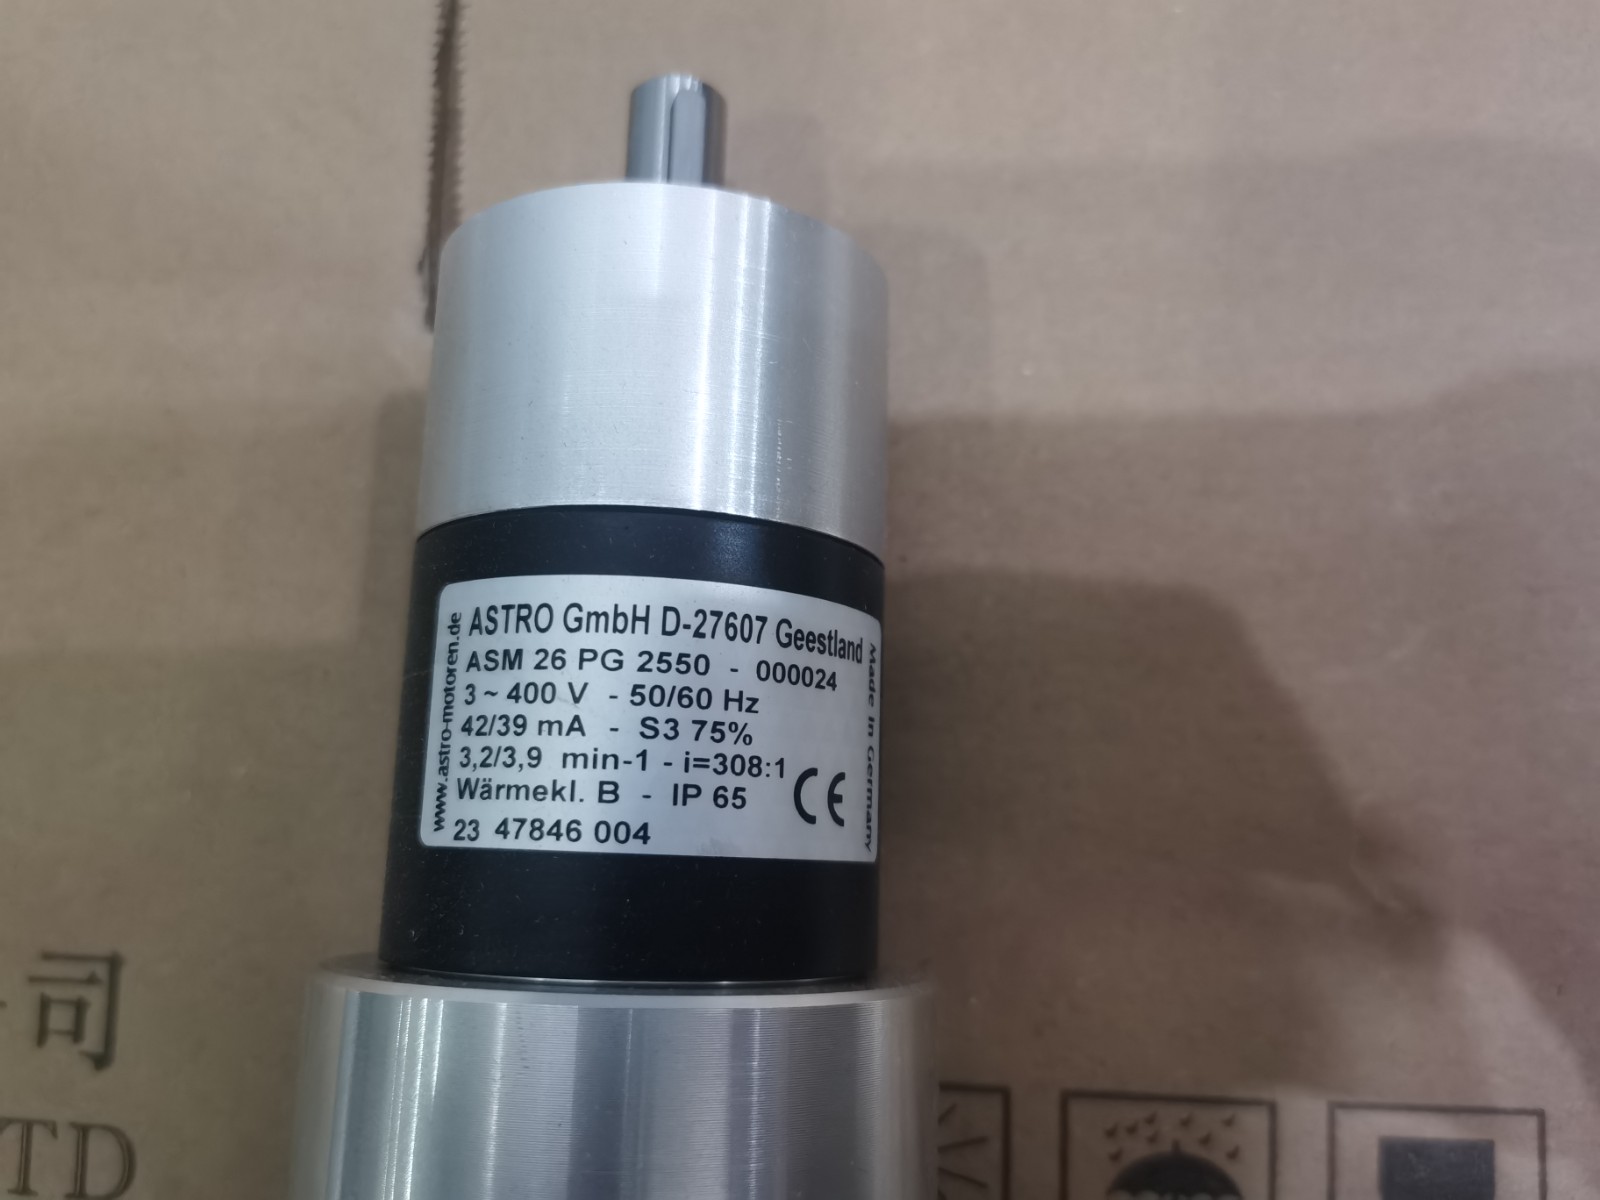 ASTRO GmbH D-27607 Geestland
ASM 26 PG 2550 - 000024
3 ~ 400 V - 50/60 Hz
42/39 mA - S3 75%
3,2/3,9 min-1 - i=308:1
Wärmekl. B - IP 65
CE
23 47846 004
www.astro-motoren.de
Made in Germany
司
TD